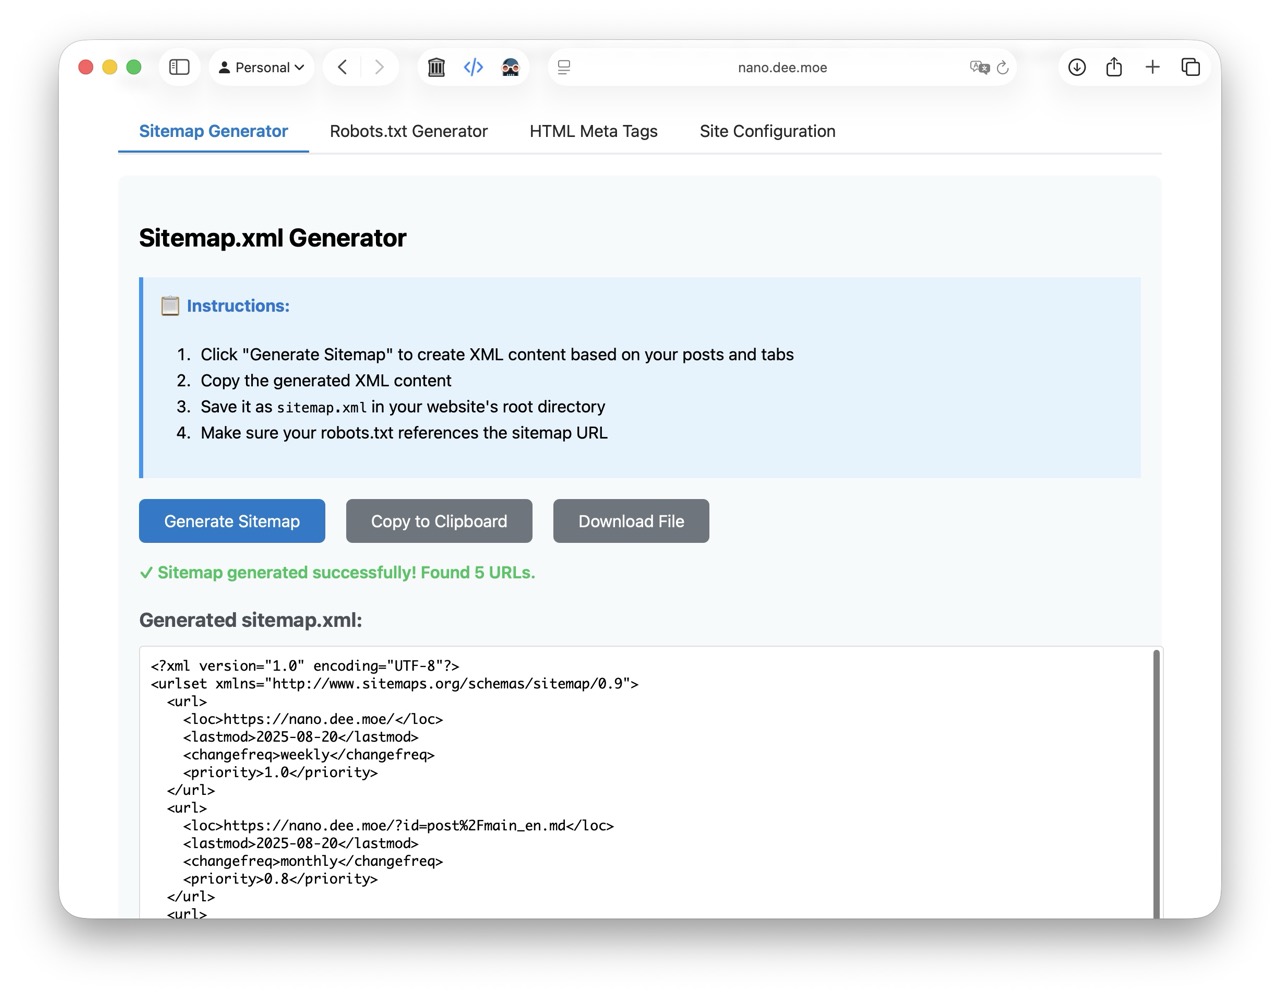 Personal
nano.dee.moe
Sitemap Generator
Robots.txt Generator
HTML Meta Tags
Site Configuration
Sitemap.xml Generator
Instructions:
1. Click "Generate Sitemap" to create XML content based on your posts and tabs
2. Copy the generated XML content
3. Save it as sitemap.xml in your website's root directory
4. Make sure your robots.txt references the sitemap URL
Generate Sitemap
Copy to Clipboard
Download File
✓ Sitemap generated successfully! Found 5 URLs.
Generated sitemap.xml:
<?xml version="1.0" encoding="UTF-8"?>
<urlset xmlns="http://www.sitemaps.org/schemas/sitemap/0.9">
<url>
<loc>https://nano.dee.moe/</loc>
<lastmod>2025-08-20</lastmod>
<changefreq>weekly</changefreq>
<priority>1.0</priority>
</url>
<url>
<loc>https://nano.dee.moe/?id=post%2Fmain_en.md</loc>
<lastmod>2025-08-20</lastmod>
<changefreq>monthly</changefreq>
<priority>0.8</priority>
</url>
<url>